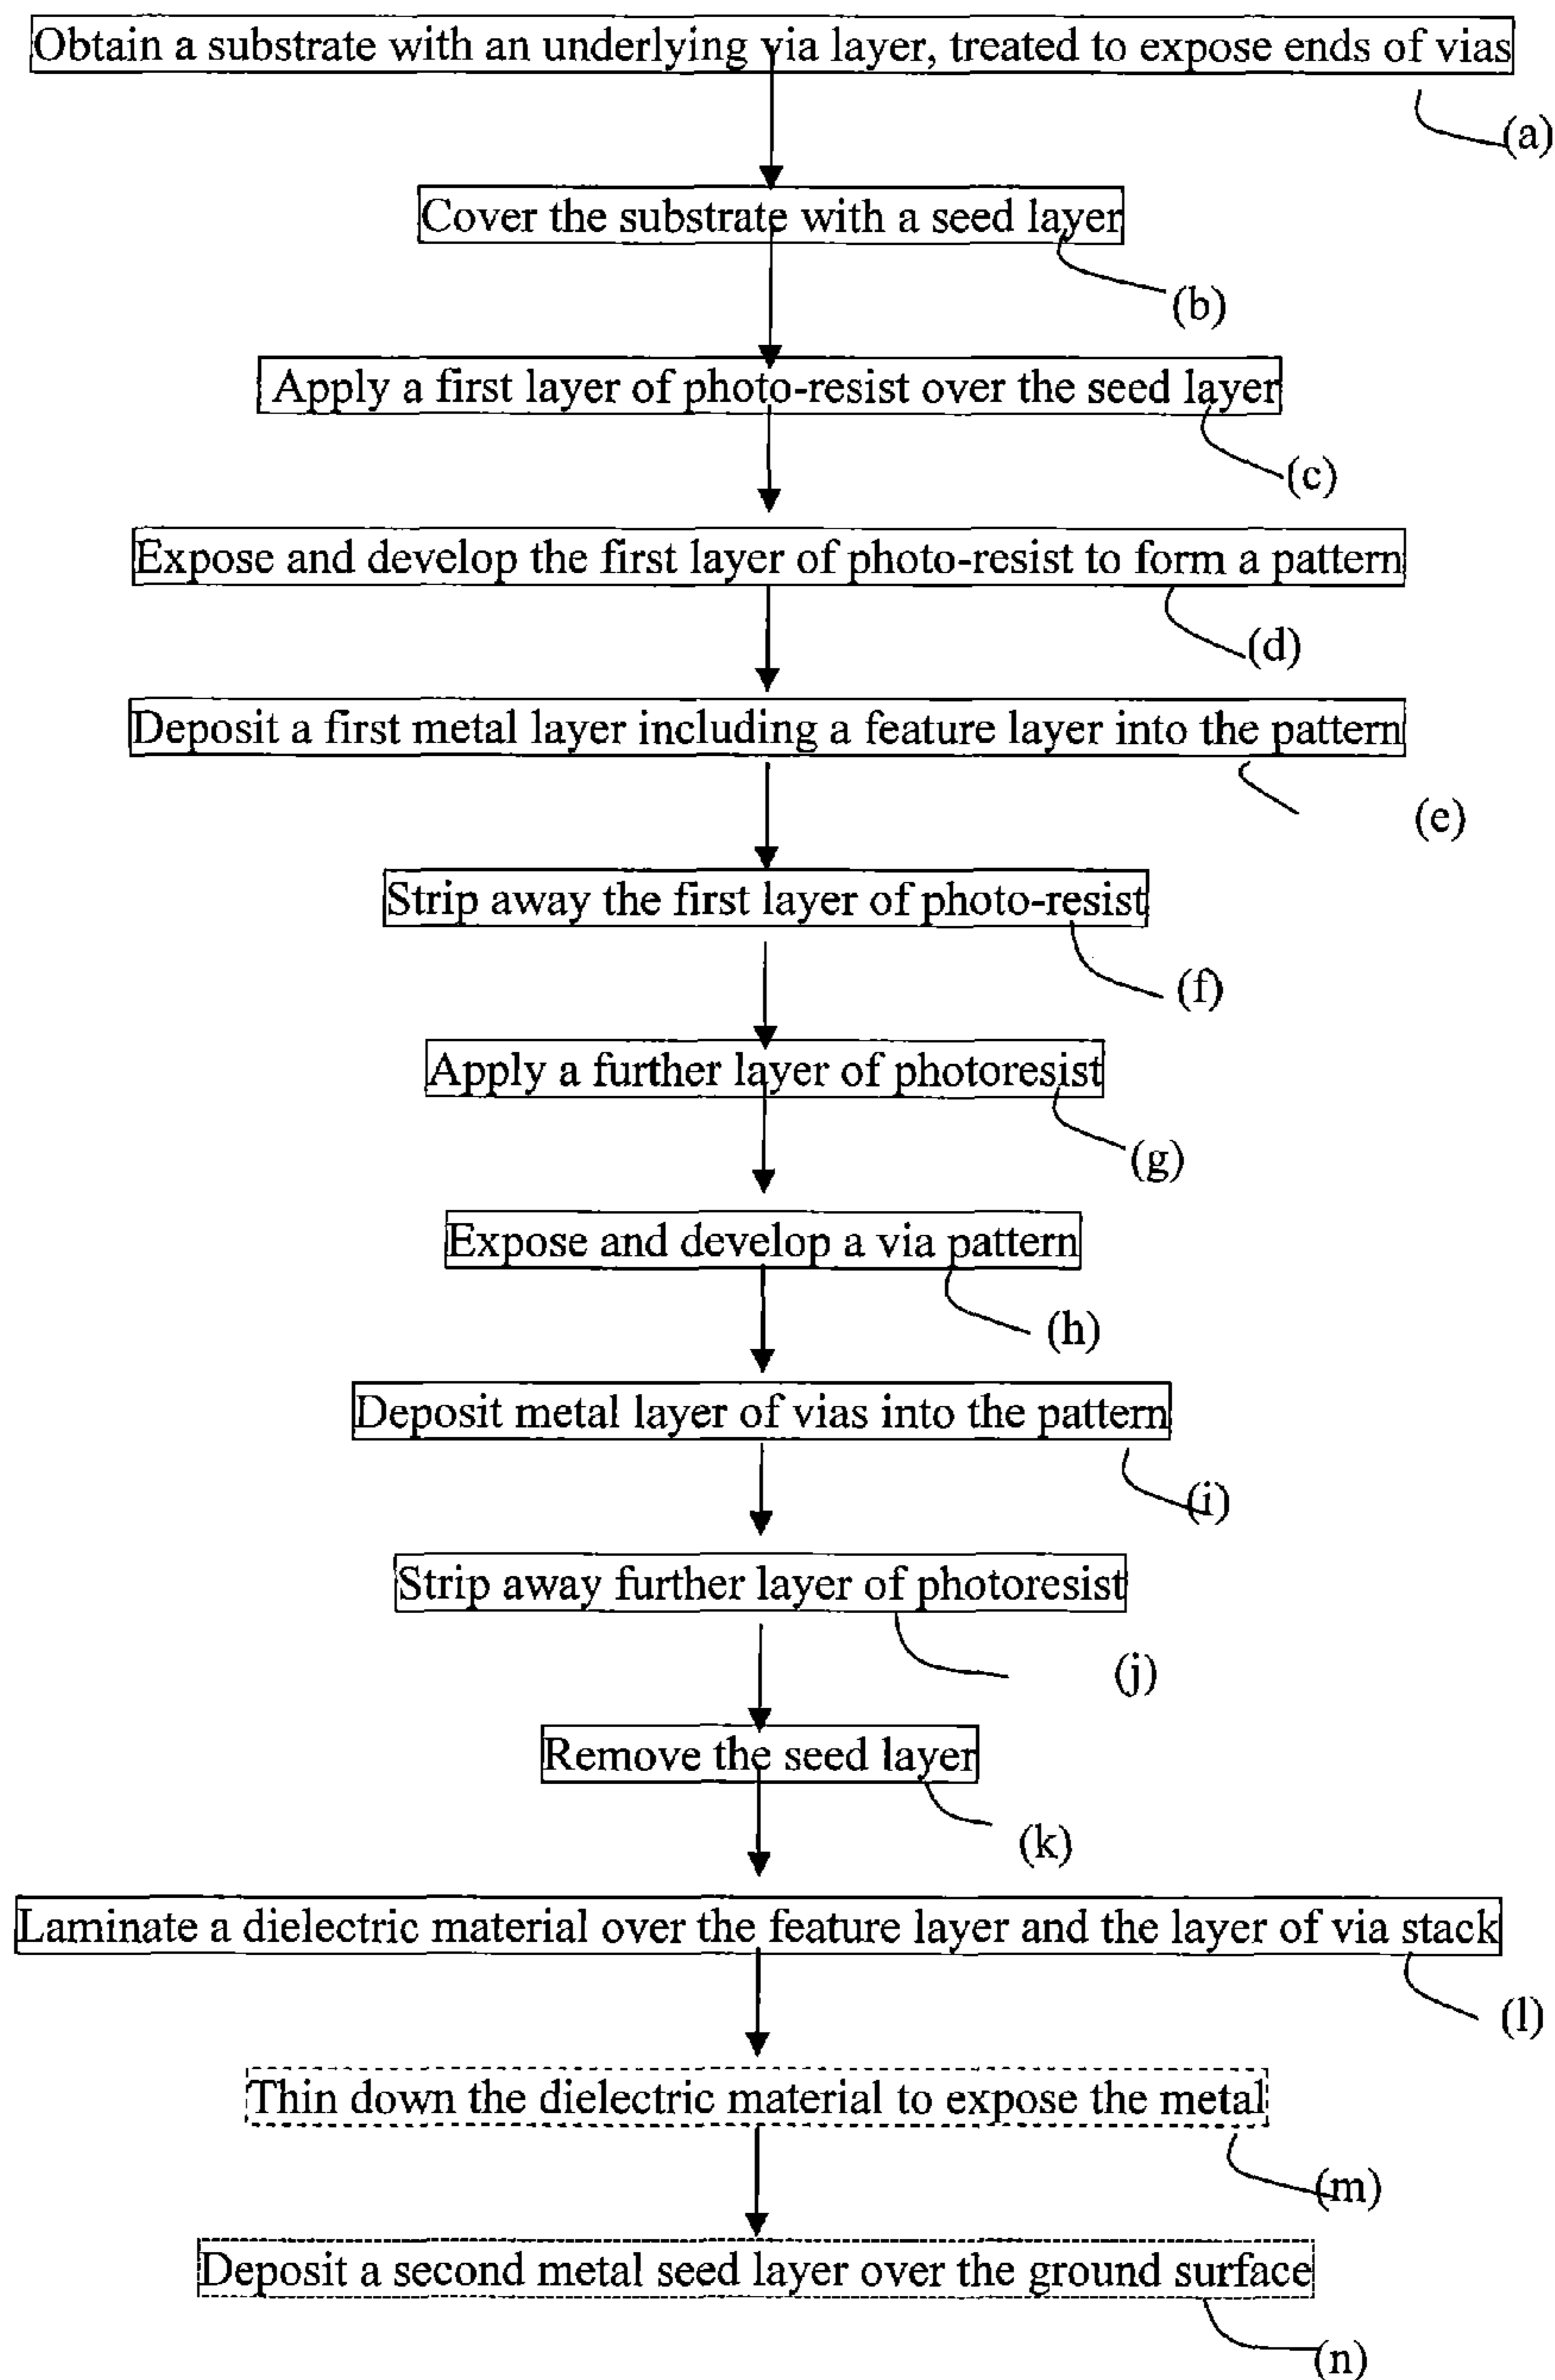 Obtain a substrate with an underlying via layer, treated to expose ends of vias
(a)
Cover the substrate with a seed layer
(b)
Apply a first layer of photo-resist over the seed layer
(c)
Expose and develop the first layer of photo-resist to form a pattern
(d)
Deposit a first metal layer including a feature layer into the pattern
(e)
Strip away the first layer of photo-resist
(f)
Apply a further layer of photoresist
(g)
Expose and develop a via pattern
(h)
Deposit metal layer of vias into the pattern
(i)
Strip away further layer of photoresist
(j)
Remove the seed layer
(k)
Laminate a dielectric material over the feature layer and the layer of via stack
(l)
Thin down the dielectric material to expose the metal
(m)
Deposit a second metal seed layer over the ground surface
(n)